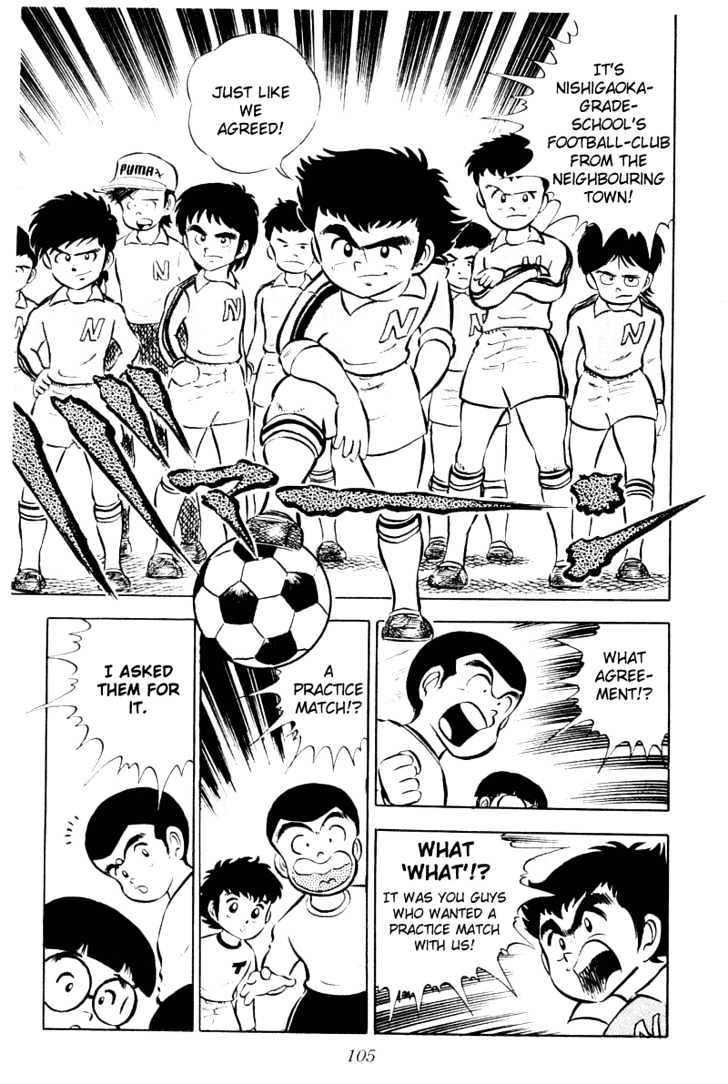 IT'S
NISHIGAOKA-
GRADE-
SCHOOL'S
FOOTBALL-CLUB
FROM THE
NEIGHBOURING
TOWN!
JUST LIKE
WE
AGREED!
PUMA
N
N
N
N
N
N
WHAT
AGREE-
MENT!?
WHAT
'WHAT'!?
IT WAS YOU GUYS
WHO WANTED A
PRACTICE MATCH
WITH US!
N
A
PRACTICE
MATCH!?
T
I ASKED
THEM FOR
IT.
105